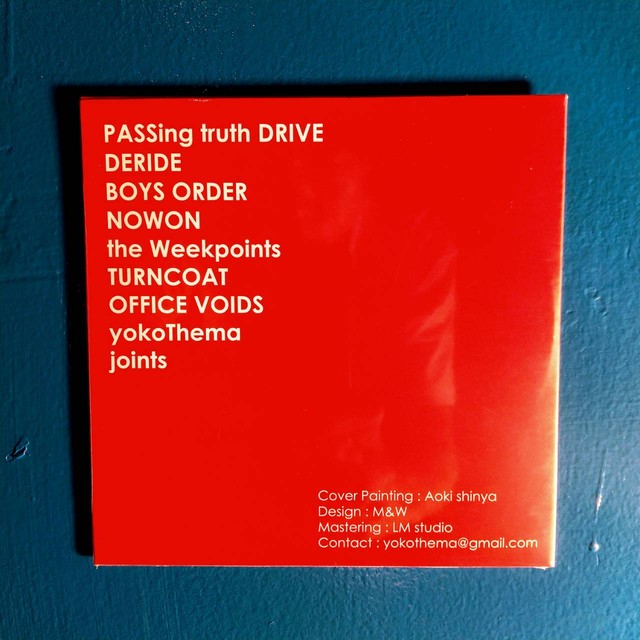 PASSing truth DRIVE
DERIDE
BOYS ORDER
NOWON
the Weekpoints
TURNCOAT
OFFICE VOIDS
yokoThema
joints
Cover Painting : Aoki shinya
Design : M&W
Mastering : LM studio
Contact : yokothema@gmail.com